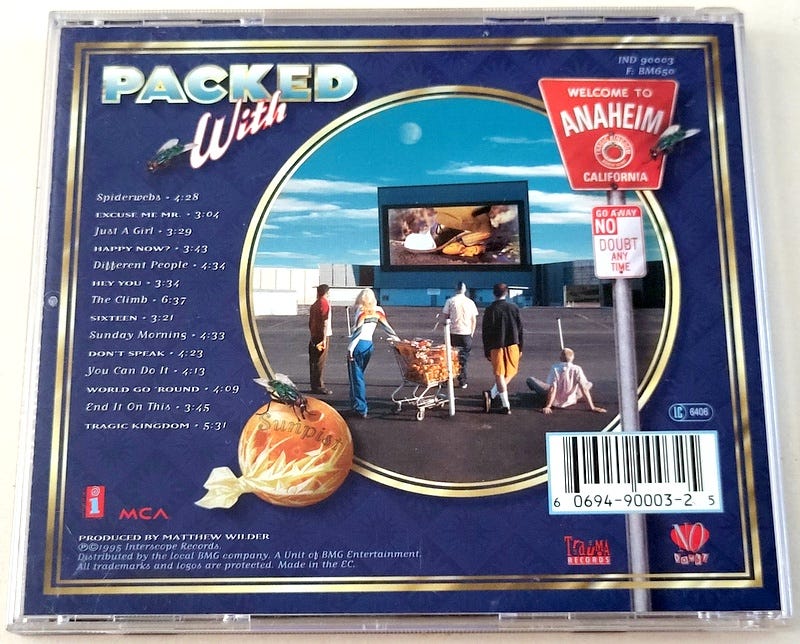 PACKED
With
IND 90003
F: BM650
WELCOME TO
ANAHEIM
CALIFORNIA
GO AWAY
NO
DOUBT
ANY
TIME
Spiderwebs • 4:28
EXCUSE ME MR. • 3:04
Just A Girl • 3:29
HAPPY NOW? • 3:43
Different People • 4:34
HEY YOU • 3:34
The Climb • 6:37
SIXTEEN • 3:21
Sunday Morning • 4:33
DON'T SPEAK • 4:23
You Can Do It • 4:13
WORLD GO 'ROUND • 4:09
End It On This • 3:45
TRAGIC KINGDOM • 5:31
Sunpist
LC 6406
6 0694-90003-2 5
i
MCA
PRODUCED BY MATTHEW WILDER
℗©1995 Interscope Records.
Distributed by the local BMG company. A Unit of BMG Entertainment.
All trademarks and logos are protected. Made in the EC.
TRAUMA
RECORDS
NO
DOUBT